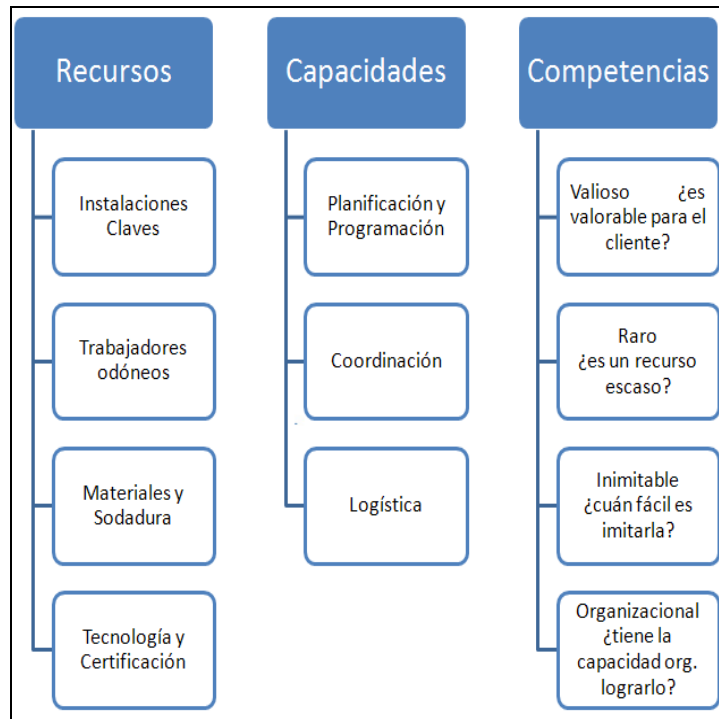 Recursos
Instalaciones
Claves
Trabajadores
odóneos
Materiales y
Sodadura
Tecnología y
Certificación
Capacidades
Planificación y
Programación
Coordinación
Logística
Competencias
Valioso ¿es
valorable para el
cliente?
Raro
¿es un recurso
escaso?
Inimitable
¿cuán fácil es
imitarla?
Organizacional
¿tiene la
capacidad org.
lograrlo?